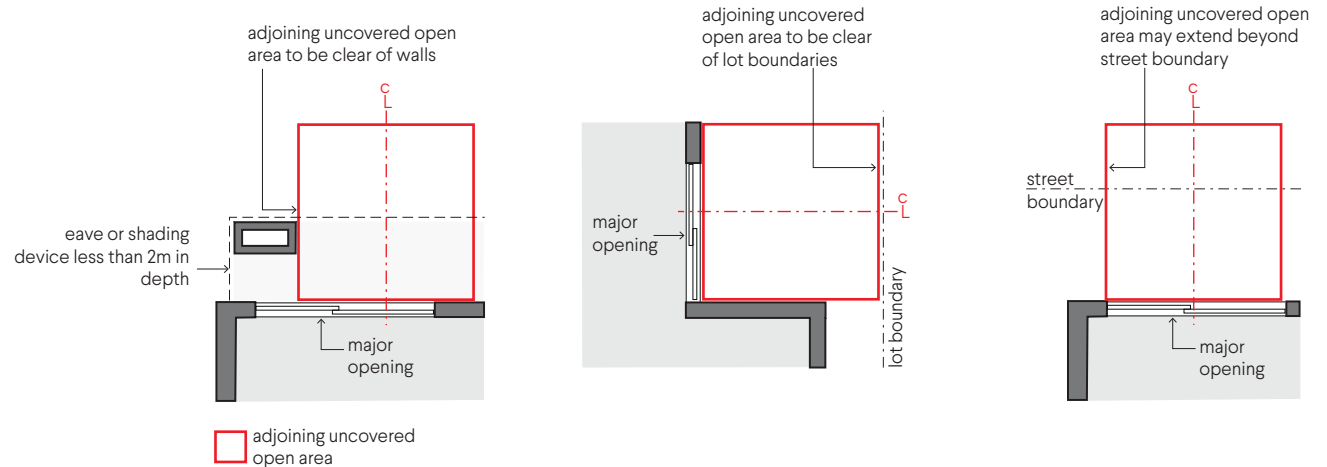 adjoining uncovered open
area to be clear of walls
C
L
eave or shading
device less than 2m in
depth
major
opening
adjoining uncovered
open area
adjoining uncovered
open area to be clear
of lot boundaries
C
L
major
opening
lot boundary
adjoining uncovered open
area may extend beyond
street boundary
C
L
street
boundary
major
opening